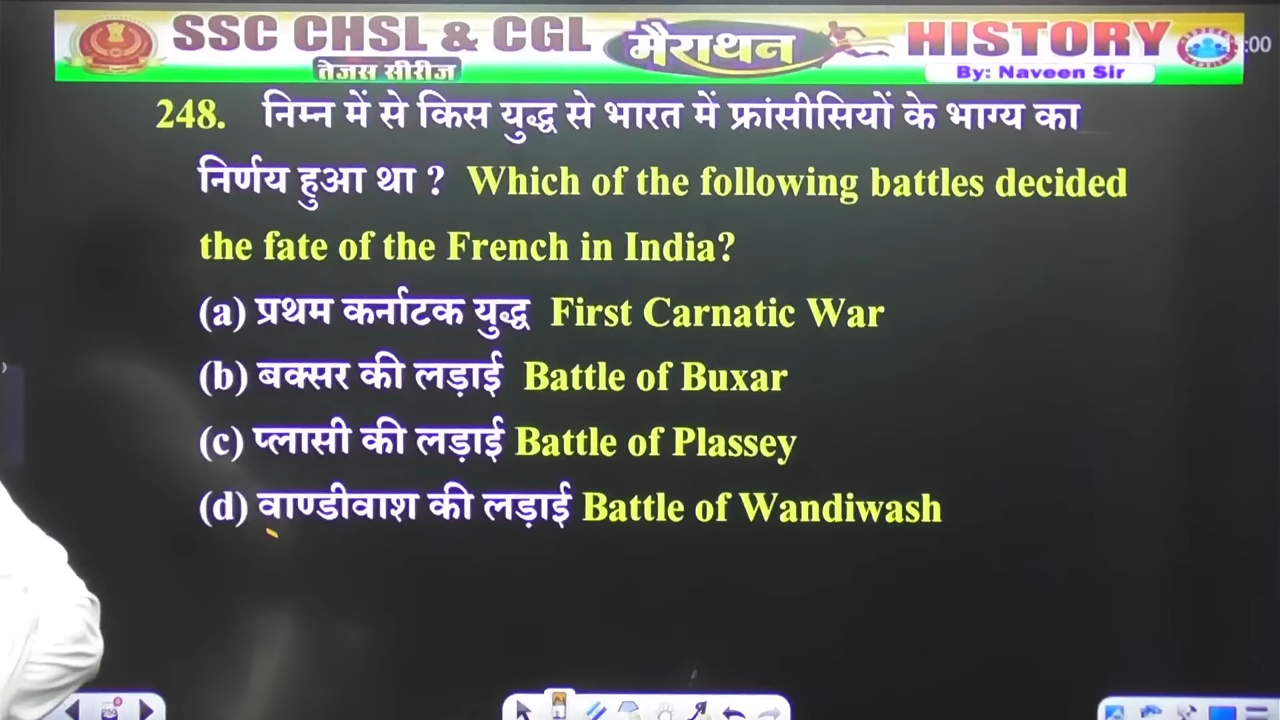 SSC CHSL & CGL मैराथन HISTORY
तेजस सीरीज By: Naveen Sir
:00
248. निम्न में से किस युद्ध से भारत में फ्रांसीसियों के भाग्य का
निर्णय हुआ था ? Which of the following battles decided
the fate of the French in India?
(a) प्रथम कर्नाटक युद्ध First Carnatic War
(b) बक्सर की लड़ाई Battle of Buxar
(c) प्लासी की लड़ाई Battle of Plassey
(d) वाण्डीवाश की लड़ाई Battle of Wandiwash